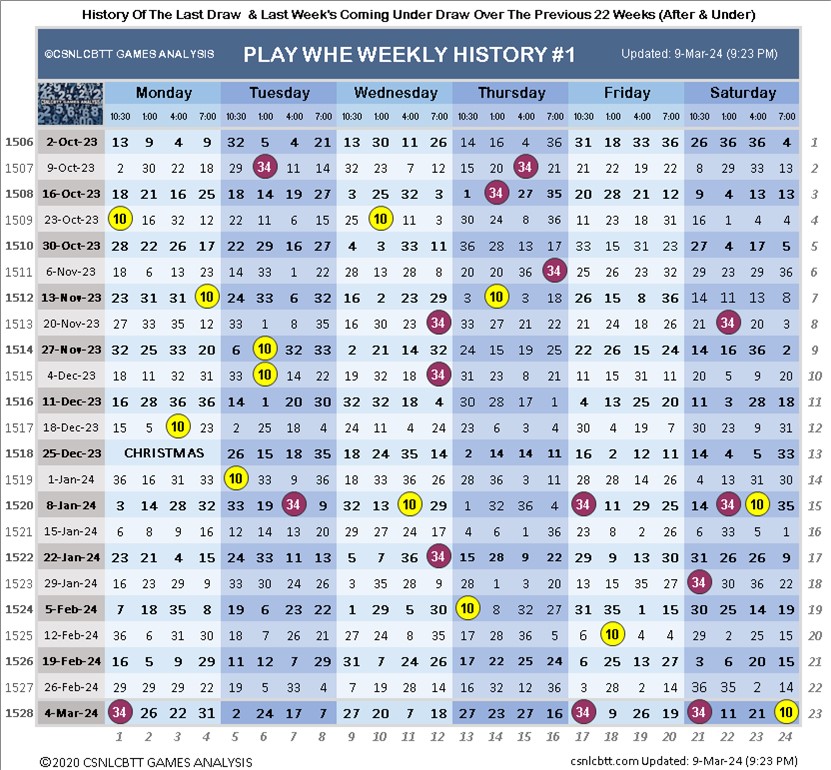 History Of The Last Draw & Last Week's Coming Under Draw Over The Previous 22 Weeks (After & Under)
©CSNLCBTT GAMES ANALYSIS PLAY WHE WEEKLY HISTORY #1 Updated: 9-Mar-24 (9:23 PM)
Monday Tuesday Wednesday Thursday Friday Saturday
10:30 1:00 4:00 7:00 10:30 1:00 4:00 7:00 10:30 1:00 4:00 7:00 10:30 1:00 4:00 7:00 10:30 1:00 4:00 7:00 10:30 1:00 4:00 7:00
1506 2-Oct-23 13 9 4 9 32 5 4 21 13 30 11 26 14 16 4 36 31 18 33 36 26 36 36 4 1
1507 9-Oct-23 2 30 22 18 29 34 11 14 32 23 7 12 15 20 34 21 21 22 19 22 29 33 13 2
1508 16-Oct-23 18 21 16 25 18 14 19 27 3 25 32 3 1 34 27 35 20 28 21 12 9 4 13 13 3
1509 23-Oct-23 10 16 32 12 22 11 6 15 25 10 11 3 30 24 8 36 11 23 18 31 16 1 4 4 4
1510 30-Oct-23 28 22 26 17 22 29 16 27 4 3 33 11 36 28 13 17 33 15 31 23 27 4 17 5 5
1511 6-Nov-23 18 6 13 23 14 33 1 22 28 13 28 8 20 20 36 34 25 26 23 32 29 23 29 36 6
1512 13-Nov-23 23 31 31 10 24 33 6 32 16 2 23 29 3 10 3 18 26 15 8 36 14 11 13 8 7
1513 20-Nov-23 27 33 35 12 33 1 35 16 30 23 34 33 27 21 22 21 24 18 26 21 34 20 3 8
1514 27-Nov-23 32 25 33 20 6 10 32 33 2 21 14 32 24 15 19 25 22 26 15 24 14 16 36 2 9
1515 4-Dec-23 18 11 32 31 33 10 14 22 19 32 18 34 31 23 8 21 11 15 31 11 20 5 9 20 10
1516 11-Dec-23 16 28 36 36 14 1 20 30 32 32 18 4 30 28 17 1 4 13 25 20 11 3 28 18 11
1517 18-Dec-23 15 5 10 23 2 25 18 4 24 11 4 24 23 6 3 4 30 4 19 7 30 23 9 31 12
1518 25-Dec-23 CHRISTMAS 26 15 18 35 18 24 35 14 2 14 14 11 16 2 12 11 14 4 5 33 13
1519 1-Jan-24 36 16 31 33 10 33 9 36 18 33 36 26 28 36 3 11 28 28 14 26 4 13 31 15 14
1520 8-Jan-24 3 14 28 32 33 19 34 9 32 13 10 29 1 32 36 4 34 11 29 25 14 34 10 35 15
1521 15-Jan-24 6 8 9 16 12 14 13 15 29 27 24 17 4 6 1 36 23 8 2 26 6 33 5 1 16
1522 22-Jan-24 23 21 4 15 24 33 11 13 5 7 36 34 15 28 9 22 29 9 13 30 31 26 26 9 17
1523 29-Jan-24 16 23 29 9 33 30 24 26 3 35 28 9 28 1 3 20 13 15 35 27 34 30 36 22 18
1524 5-Feb-24 7 18 35 8 19 6 23 22 1 29 5 30 10 8 32 27 31 35 1 15 30 25 14 19 19
1525 12-Feb-24 36 6 31 30 18 7 26 21 27 24 8 35 17 28 36 5 6 10 4 4 29 2 25 15 20
1526 19-Feb-24 16 5 9 29 11 12 7 29 31 7 24 26 17 22 25 24 6 25 13 27 3 6 20 15 21
1527 26-Feb-24 29 29 29 22 19 5 33 4 7 19 28 14 16 32 12 36 3 28 2 14 36 35 2 14 22
1528 4-Mar-24 34 26 22 31 2 24 17 7 27 20 7 18 27 23 27 16 34 9 26 19 34 11 21 10 23
1 2 3 4 5 6 7 8 9 10 11 12 13 14 15 16 17 18 19 20 21 22 23 24
©2020 CSNLCBTT GAMES ANALYSIS csnlcbtt.com Updated: 9-Mar-24 (9:23 PM)